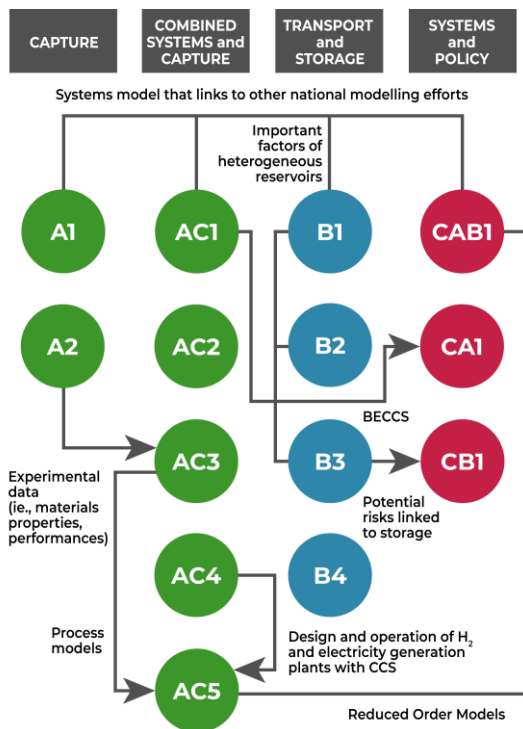 CAPTURE
COMBINED
SYSTEMS and
CAPTURE
TRANSPORT
and
STORAGE
SYSTEMS
and
POLICY
Systems model that links to other national modelling efforts
Important
factors of
heterogeneous
reservoirs
A1
AC1
B1
CAB1
A2
AC2
B2
CA1
BECCS
AC3
B3
CB1
Experimental
data
(ie., materials
properties,
performances)
Potential
risks linked
to storage
AC4
B4
Process
models
Design and operation of H₂
and electricity generation
plants with CCS
AC5
Reduced Order Models